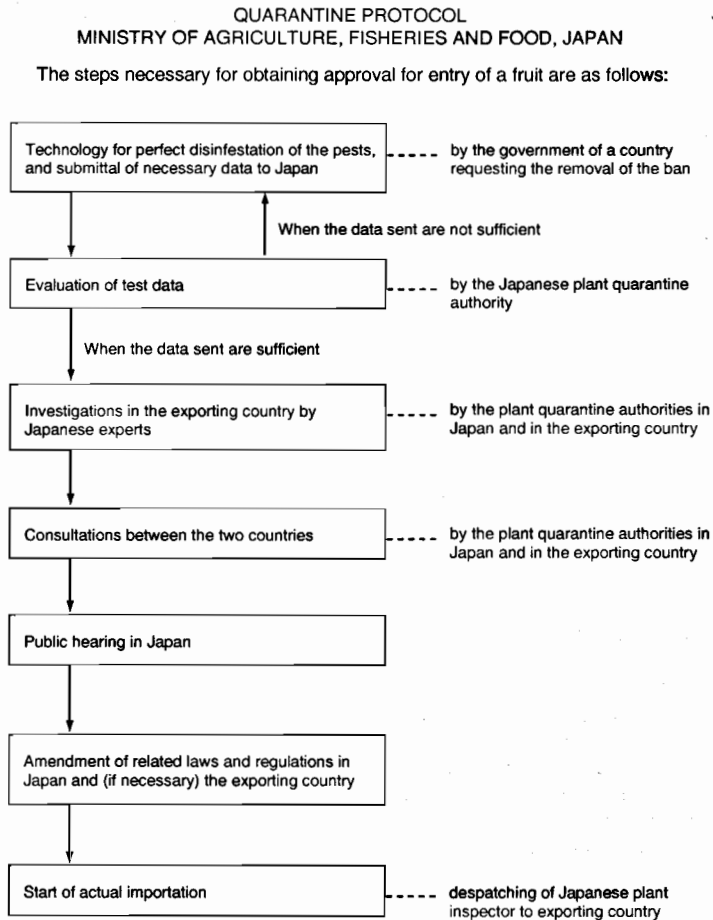 QUARANTINE PROTOCOL
MINISTRY OF AGRICULTURE, FISHERIES AND FOOD, JAPAN
The steps necessary for obtaining approval for entry of a fruit are as follows:
Technology for perfect disinfestation of the pests,
and submittal of necessary data to Japan
by the government of a country
requesting the removal of the ban
When the data sent are not sufficient
Evaluation of test data
by the Japanese plant quarantine
authority
When the data sent are sufficient
Investigations in the exporting country by
Japanese experts
by the plant quarantine authorities in
Japan and in the exporting country
Consultations between the two countries
by the plant quarantine authorities in
Japan and in the exporting country
Public hearing in Japan
Amendment of related laws and regulations in
Japan and (if necessary) the exporting country
Start of actual importation
despatching of Japanese plant
inspector to exporting country